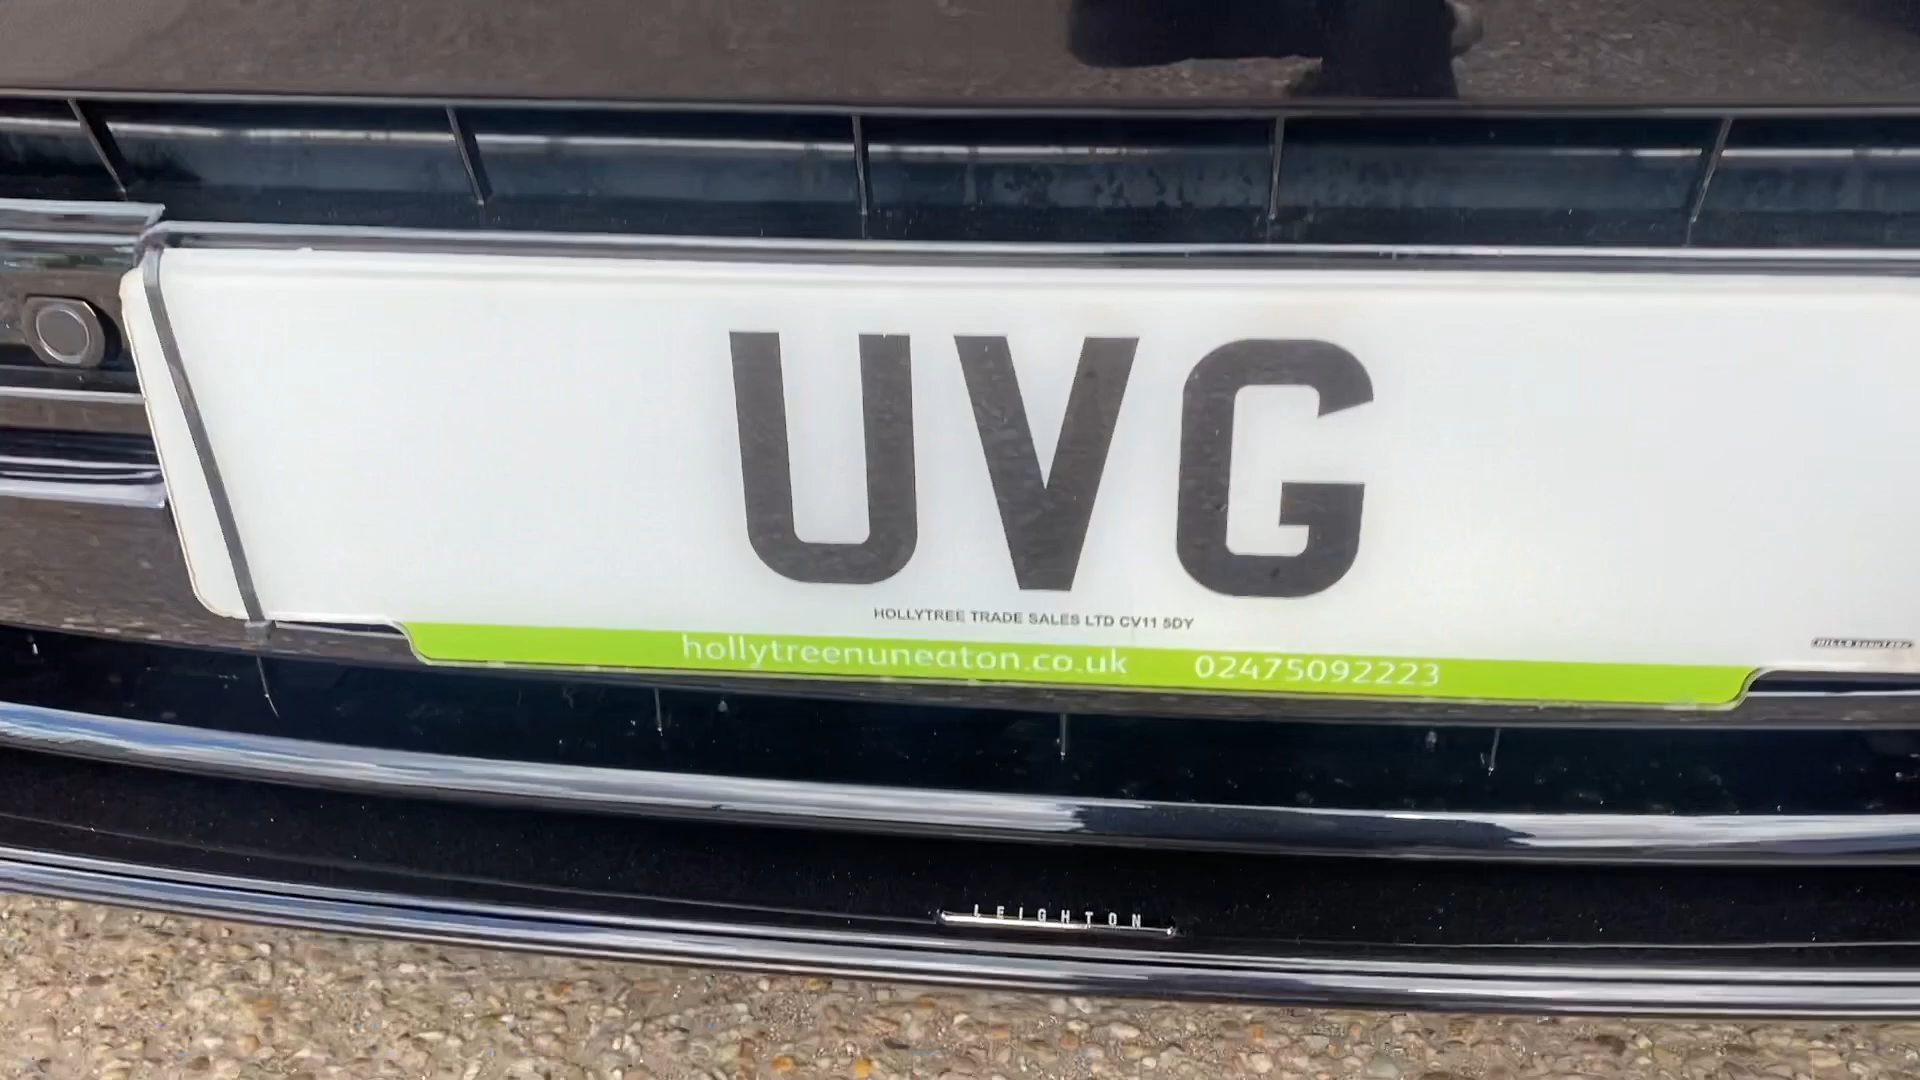 UVG
HOLLYTREE TRADE SALES LTD CV11 5DY
hollytreenuneaton.co.uk 02475092223
LEIGHTON